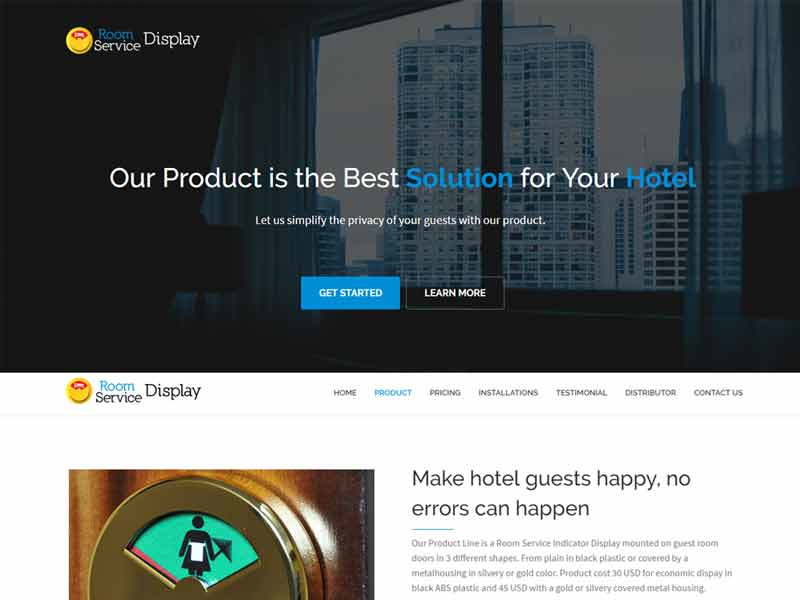 Room
Service Display
Our Product is the Best Solution for Your Hotel
Let us simplify the privacy of your guests with our product.
GET STARTED
LEARN MORE
Room
Service Display
HOME
PRODUCT
PRICING
INSTALLATIONS
TESTIMONIAL
DISTRIBUTOR
CONTACT US
Make hotel guests happy, no
errors can happen
Our Product Line is a Room Service Indicator Display mounted on guest room
doors in 3 different shapes. From plain in black plastic or covered by a
metalhousing in silvery or gold color. Product cost 30 USD for economic dispay in
black ABS plastic and 45 USD with a gold or silvery covered metal housing.